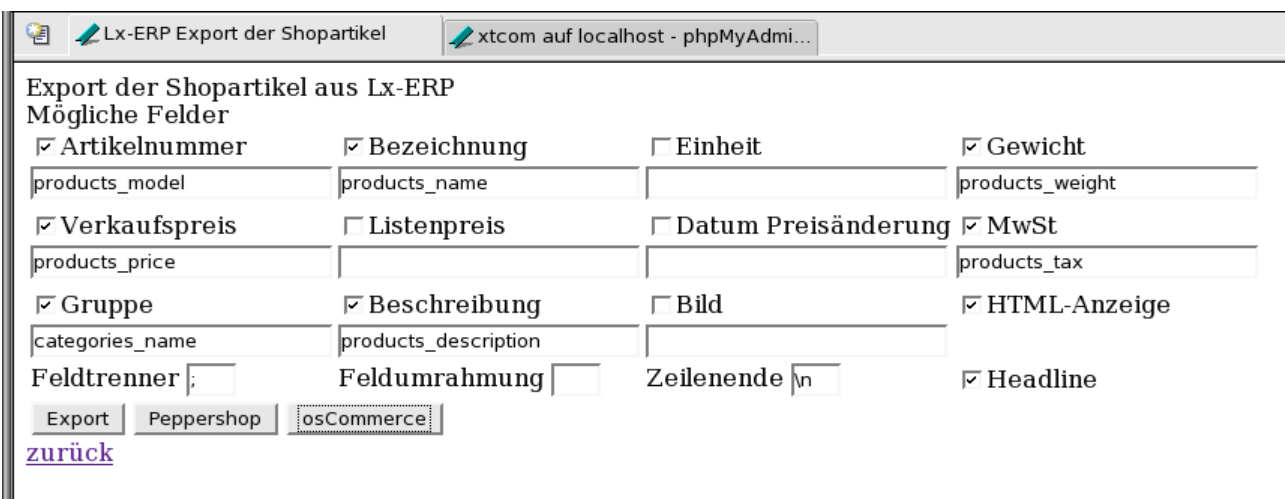 Lx-ERP Export der Shopartikel xtcom auf localhost - phpMyAdmi...
Export der Shopartikel aus Lx-ERP
Mögliche Felder
Artikelnummer Bezeichnung Einheit Gewicht
products_model products_name products_weight
Verkaufspreis Listenpreis Datum Preisänderung MwSt
products_price products_tax
Gruppe Beschreibung Bild HTML-Anzeige
categories_name products_description
Feldtrenner ; Feldumrahmung Zeilenende \n Headline
Export Peppershop osCommerce
zurück